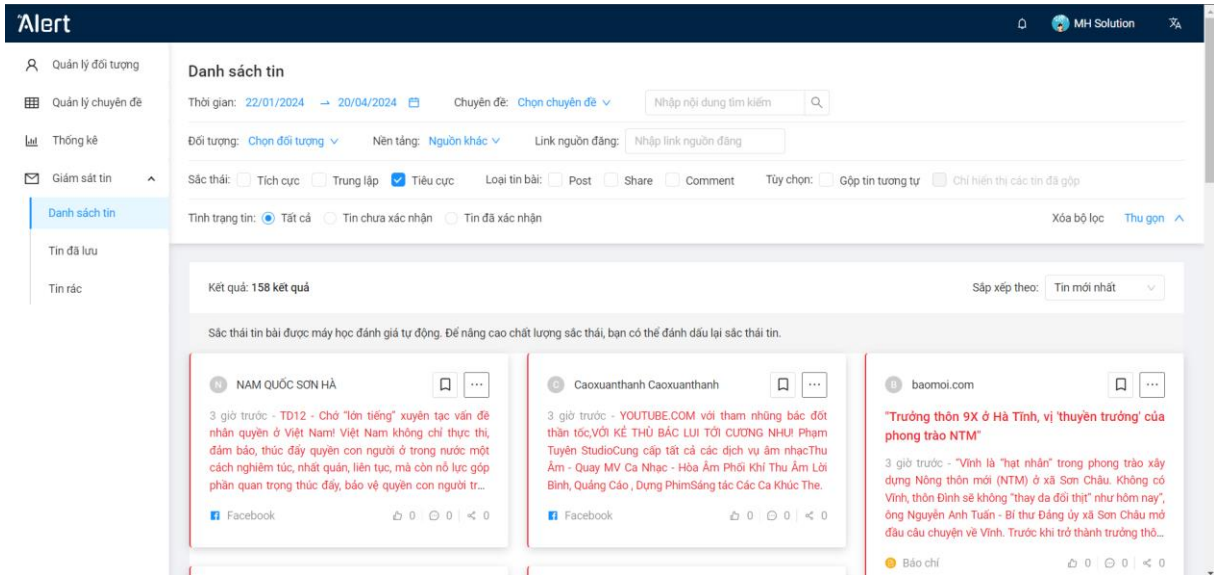 Alert
MH Solution
Quản lý đối tượng
Quản lý chuyên đề
Thống kê
Giám sát tin
Danh sách tin
Tin đã lưu
Tin rác
Danh sách tin
Thời gian: 22/01/2024 → 20/04/2024 Chuyên đề: Chọn chuyên đề Nhập nội dung tìm kiếm
Đối tượng: Chọn đối tượng Nền tảng: Nguồn khác Link nguồn đăng: Nhập link nguồn đăng
Sắc thái: Tích cực Trung lập Tiêu cực Loại tin bài: Post Share Comment Tùy chọn: Gộp tin tương tự Chỉ hiển thị các tin đã gộp
Tình trạng tin: Tất cả Tin chưa xác nhận Tin đã xác nhận Xóa bộ lọc Thu gọn
Kết quả: 158 kết quả Sắp xếp theo: Tin mới nhất
Sắc thái tin bài được máy học đánh giá tự động. Để nâng cao chất lượng sắc thái, bạn có thể đánh dấu lại sắc thái tin.
N NAM QUỐC SƠN HÀ
3 giờ trước - TD12 - Chớ "lớn tiếng" xuyên tạc vấn đề
nhân quyền ở Việt Nam! Việt Nam không chỉ thực thi,
đảm bảo, thúc đẩy quyền con người ở trong nước một
cách nghiêm túc, nhất quán, liên tục, mà còn nỗ lực góp
phần quan trọng thúc đẩy, bảo vệ quyền con người tr...
Facebook 0 0 0
C Caoxuanthanh Caoxuanthanh
3 giờ trước - YOUTUBE.COM với tham nhũng bác đốt
thần tốc,VỚI KẺ THÙ BÁC LUI TỚI CƯƠNG NHU! Phạm
Tuyên StudioCung cấp tất cả các dịch vụ âm nhạcThu
Âm - Quay MV Ca Nhạc - Hòa Âm Phối Khí Thu Âm Lời
Bình, Quảng Cáo , Dựng PhimSáng tác Các Ca Khúc The.
Facebook 0 0 0
B baomoi.com
"Trưởng thôn 9X ở Hà Tĩnh, vị 'thuyền trưởng' của
phong trào NTM"
3 giờ trước - "Vĩnh là "hạt nhân" trong phong trào xây
dựng Nông thôn mới (NTM) ở xã Sơn Châu. Không có
Vĩnh, thôn Đình sẽ không "thay da đổi thịt" như hôm nay",
ông Nguyễn Anh Tuấn - Bí thư Đảng ủy xã Sơn Châu mở
đầu câu chuyện về Vĩnh. Trước khi trở thành trưởng thô...
Báo chí 0 0 0